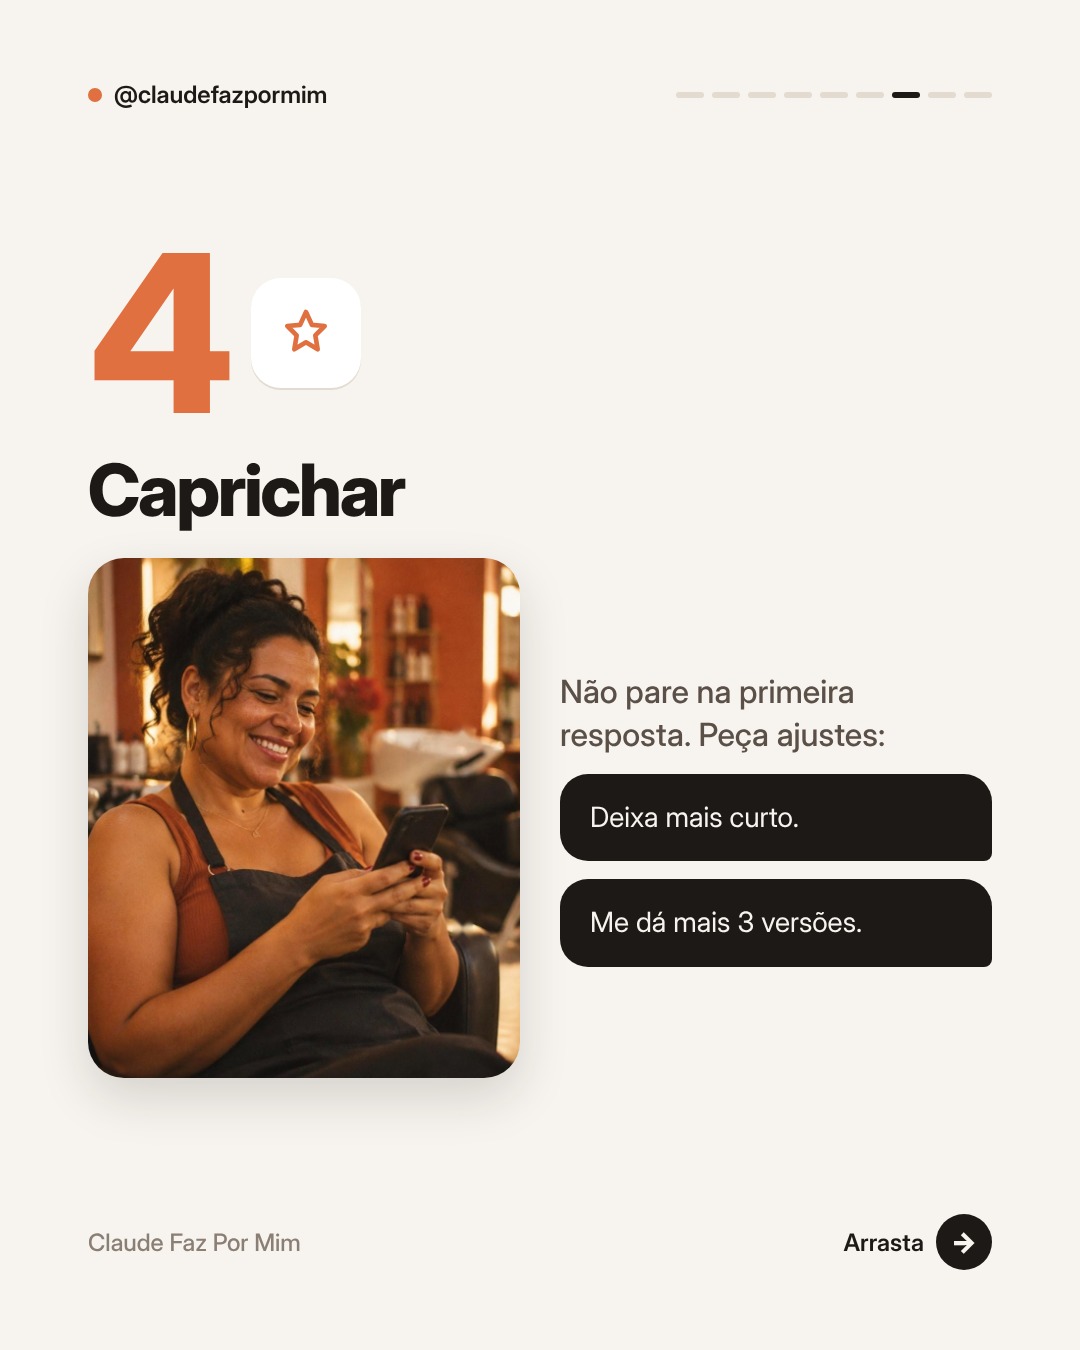 @claudefazpormim
4
Caprichar
Não pare na primeira
resposta. Peça ajustes:
Deixa mais curto.
Me dá mais 3 versões.
Claude Faz Por Mim
Arrasta